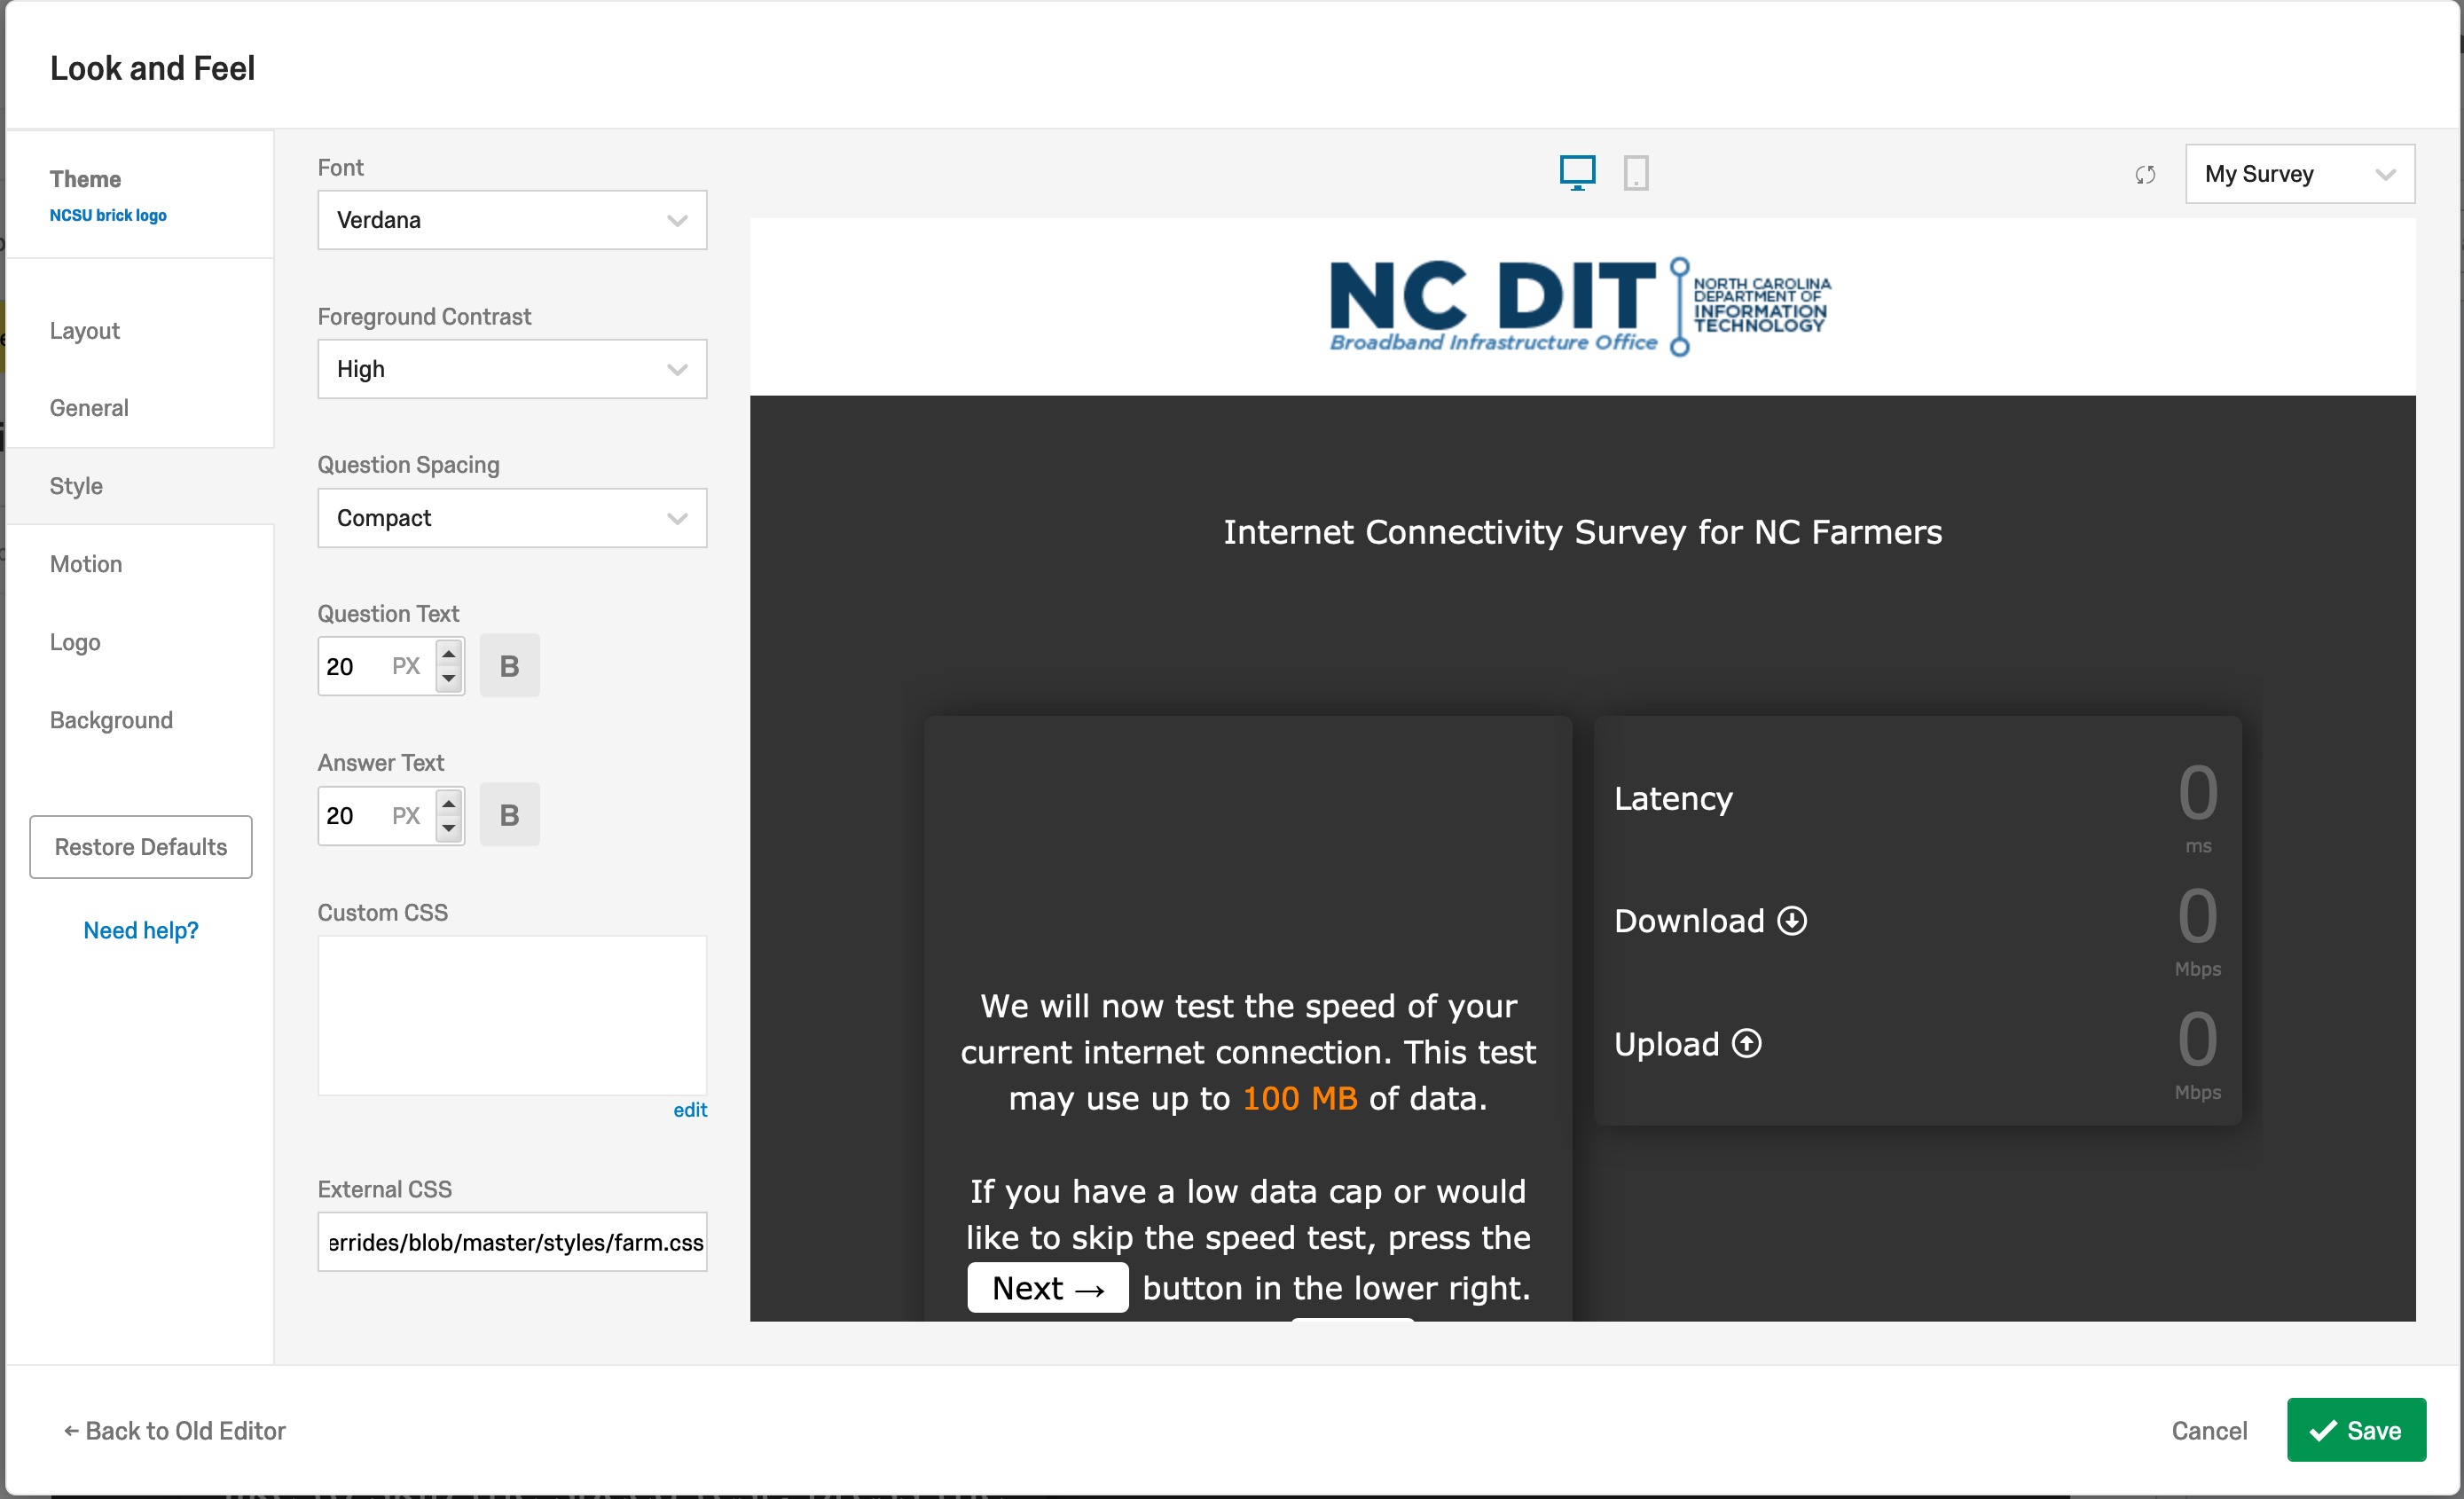 Look and Feel
Theme
NCSU brick logo
Layout
General
Style
Motion
Logo
Background
Restore Defaults
Need help?
Font
Verdana
Foreground Contrast
High
Question Spacing
Compact
Question Text
20 PX B
Answer Text
20 PX B
Custom CSS
edit
External CSS
errides/blob/master/styles/farm.css
My Survey
NC DIT
Broadband Infrastructure Office
NORTH CAROLINA
DEPARTMENT OF
INFORMATION
TECHNOLOGY
Internet Connectivity Survey for NC Farmers
We will now test the speed of your
current internet connection. This test
may use up to 100 MB of data.
If you have a low data cap or would
like to skip the speed test, press the
Next → button in the lower right.
Latency 0
ms
Download 0
Mbps
Upload 0
Mbps
← Back to Old Editor
Cancel
Save